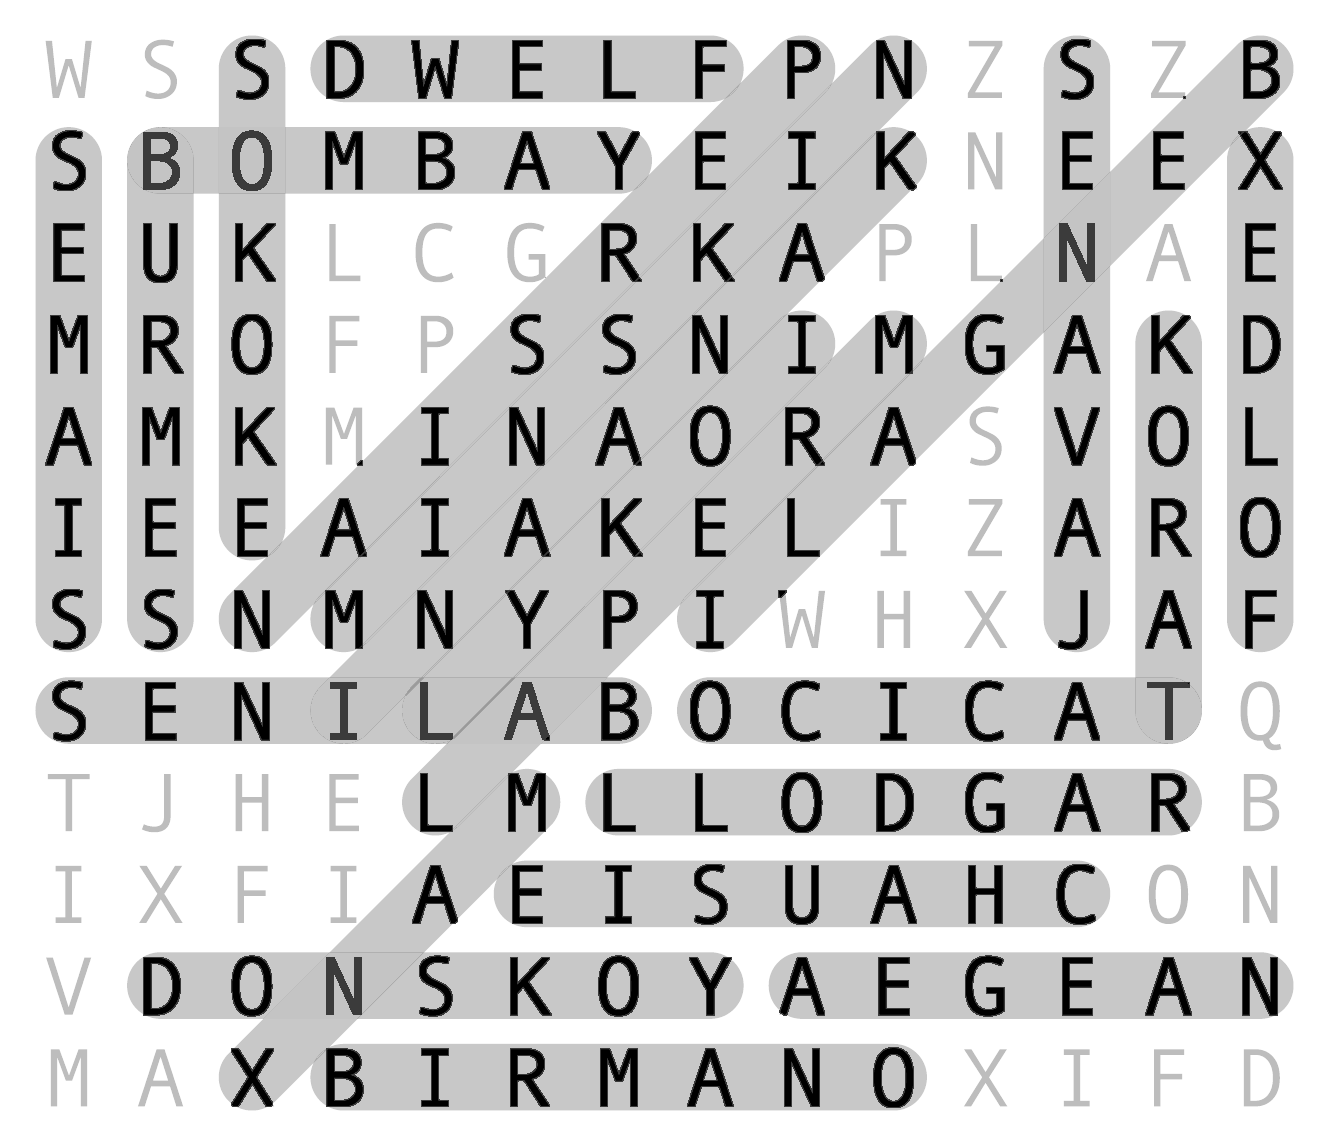 W S S D W E L F P N Z S Z B
S B O M B A Y E I K N E E X
E U K L C G R K A P L N A E
M R O F P S S N I M G A K D
A M K M I N A O R A S V O L
I E E A I A K E L I Z A R O
S S N M N Y P I W H X J A F
S E N I L A B O C I C A T Q
T J H E L M L L O D G A R B
I X F I A E I S U A H C O N
V D O N S K O Y A E G E A N
M A X B I R M A N O X I F D